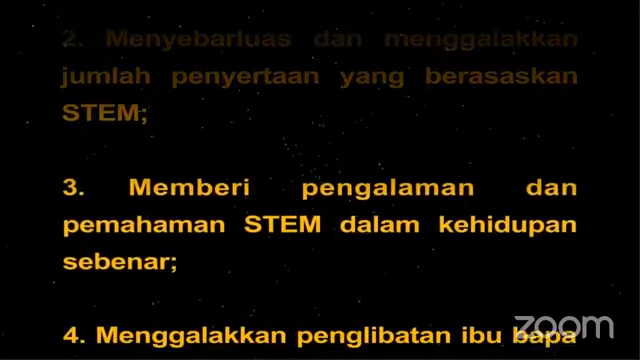 2. Menyebarluas dan menggalakkan
jumlah penyertaan yang berasaskan
STEM;
3. Memberi pengalaman dan
pemahaman STEM dalam kehidupan
sebenar;
4. Menggalakkan penglibatan ibu bapa
zoom